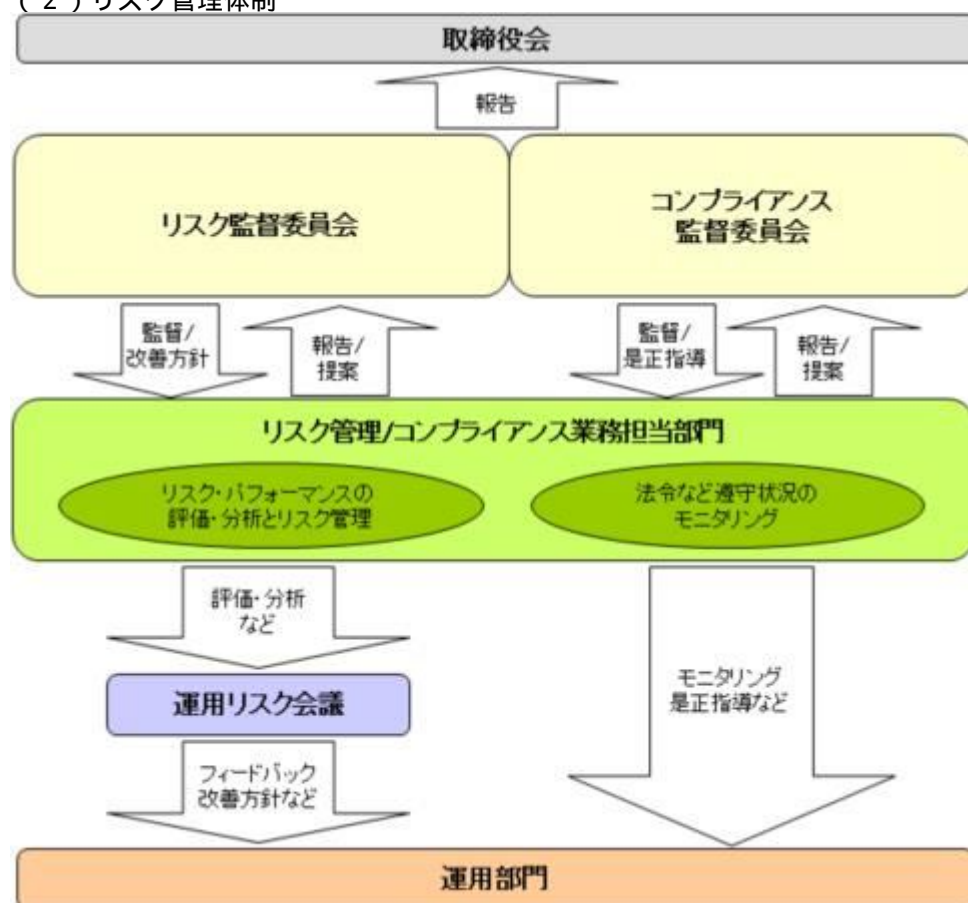 （２）リスク管理体制
取締役会
報告
リスク監督委員会
コンプライアンス
監督委員会
監督/
改善方針
報告/
提案
監督/
是正指導
報告/
提案
リスク管理/コンプライアンス業務担当部門
リスク・パフォーマンスの
評価・分析とリスク管理
法令など遵守状況の
モニタリング
評価・分析
など
運用リスク会議
モニタリング
是正指導など
フィードバック
改善方針など
運用部門